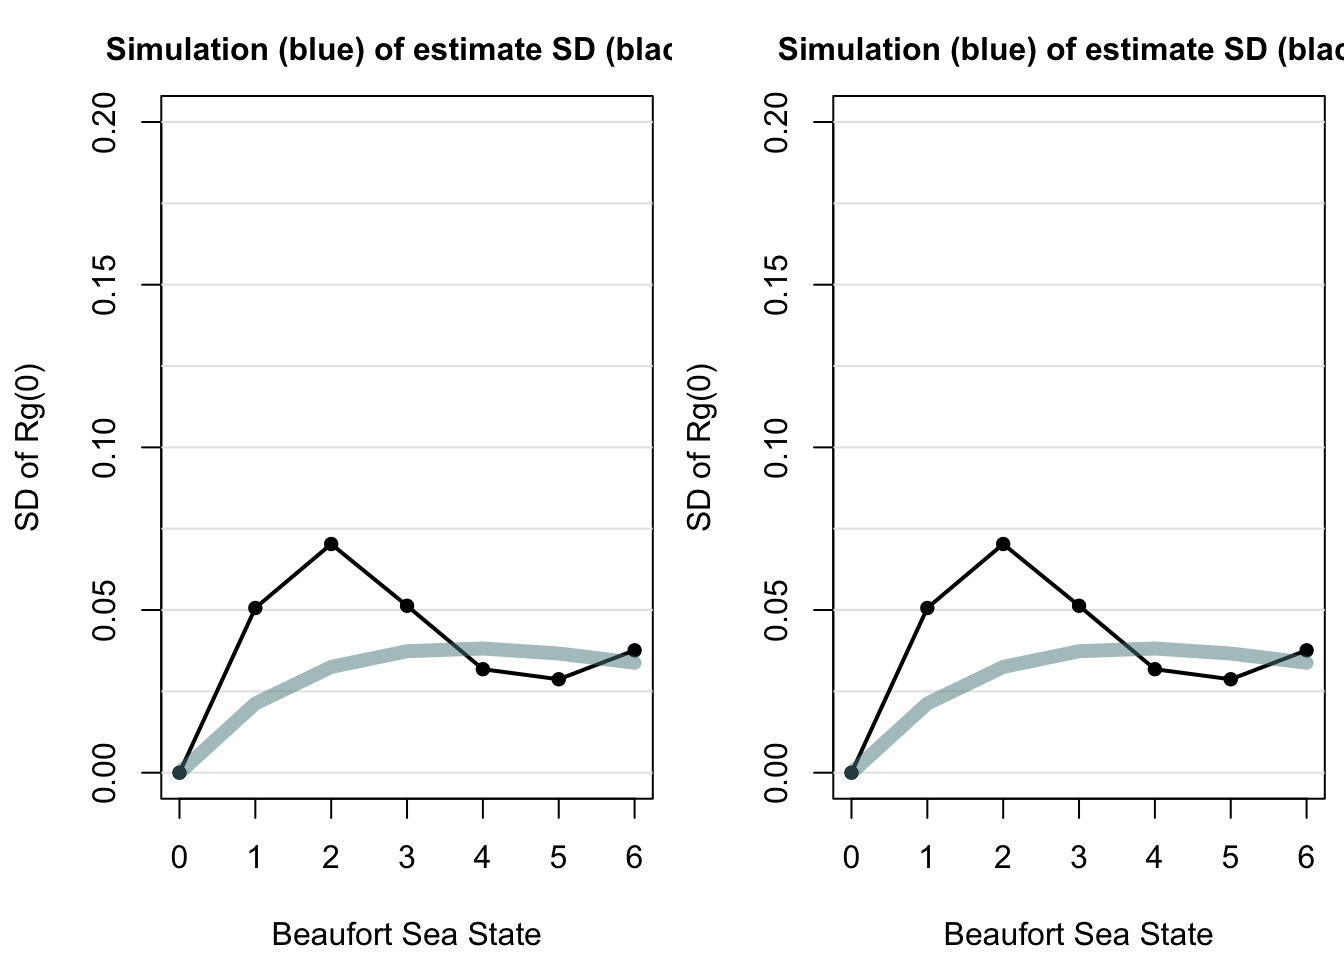 Simulation (blue) of estimate SD (blac
0.20
0.15
0.10
0.05
0.00
SD of Rg(0)
0 1 2 3 4 5 6
Beaufort Sea State
Simulation (blue) of estimate SD (blac
0.20
0.15
0.10
0.05
0.00
SD of Rg(0)
0 1 2 3 4 5 6
Beaufort Sea State